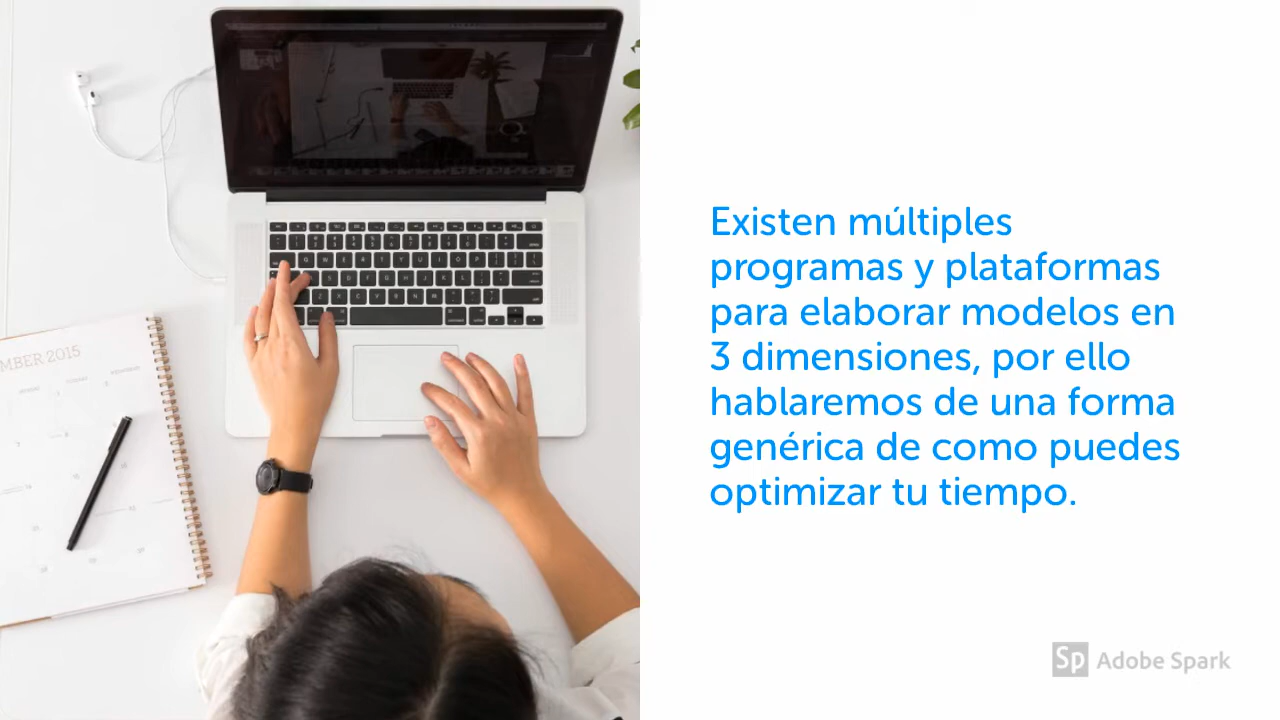 MBER 2015
Existen múltiples
programas y plataformas
para elaborar modelos en
3 dimensiones, por ello
hablaremos de una forma
genérica de como puedes
optimizar tu tiempo.
Sp Adobe Spark